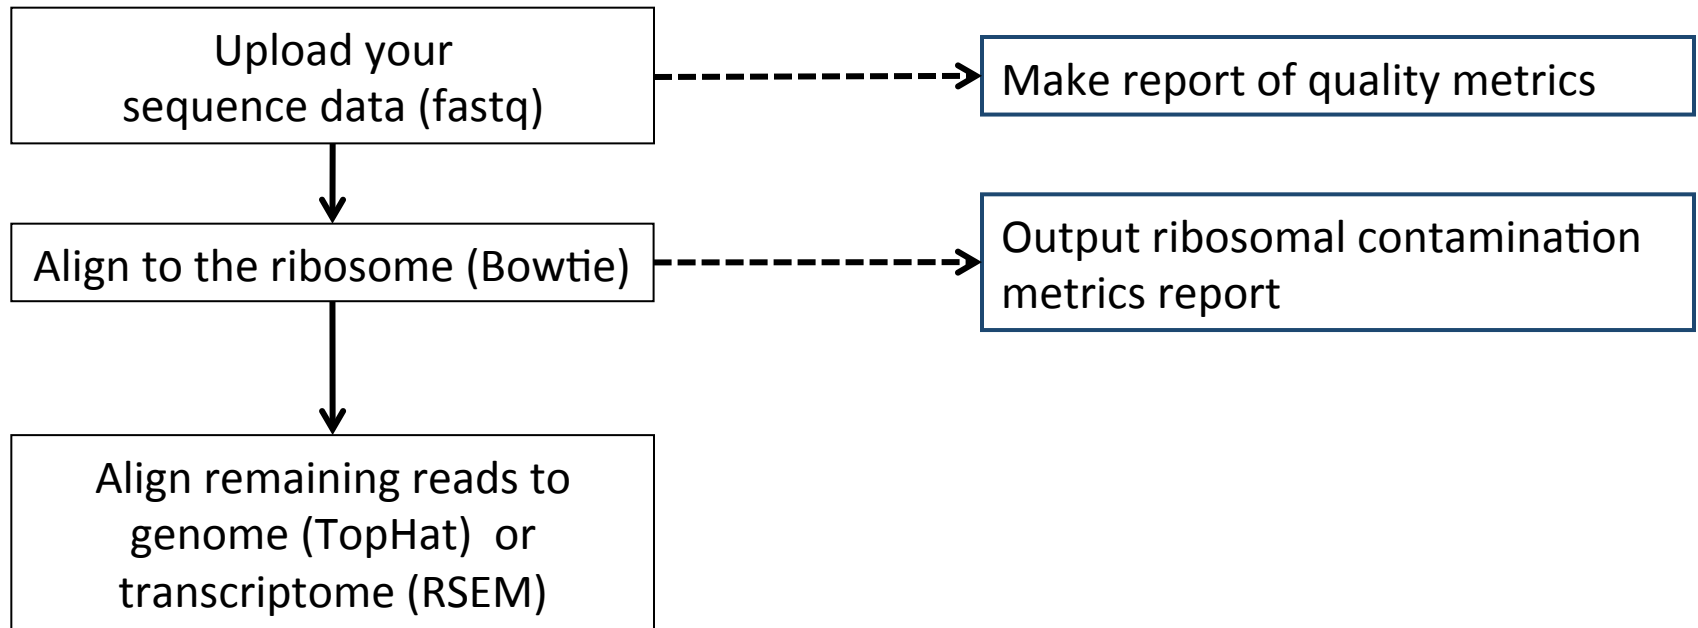 Upload your
sequence data (fastq)
Make report of quality metrics
Align to the ribosome (Bowtie)
Output ribosomal contamination
metrics report
Align remaining reads to
genome (TopHat)  or
transcriptome (RSEM)